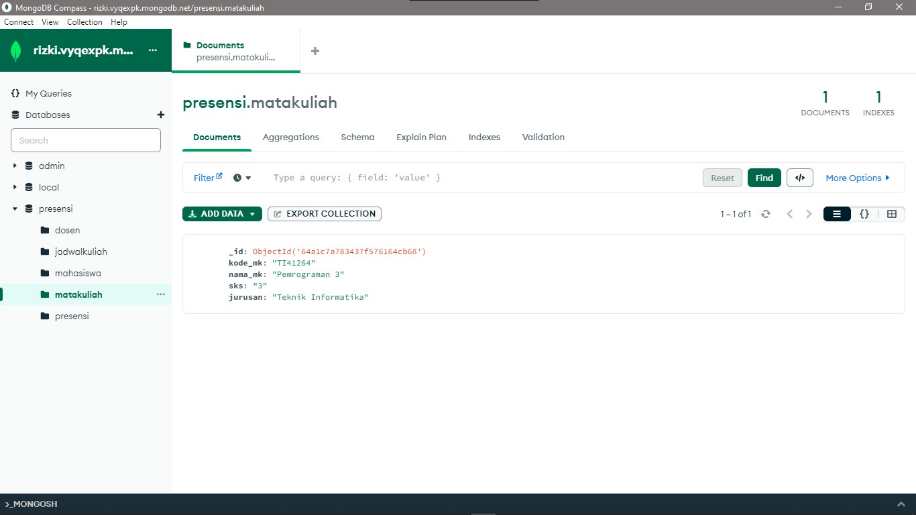 MongoDB Compass - rizki.vyqexpk.mongodb.net/presensi.matakuliah
Connect View Collection Help
rizki.vyqexpk.m... ...
Documents
presensi.matakuli...
+
{} My Queries
Databases +
Search
admin
local
presensi
dosen
jadwalkuliah
mahasiswa
matakuliah ...
presensi
presensi.matakuliah
1
DOCUMENTS
1
INDEXES
Documents Aggregations Schema Explain Plan Indexes Validation
Filter Type a query: { field: 'value' } Reset Find </> More Options
ADD DATA EXPORT COLLECTION 1 - 1 of 1 {}
_id: ObjectId('64a1c7a783437f576164cb68')
kode_mk: "TI41264"
nama_mk: "Pemrograman 3"
sks: "3"
jurusan: "Teknik Informatika"
>_MONGOSH